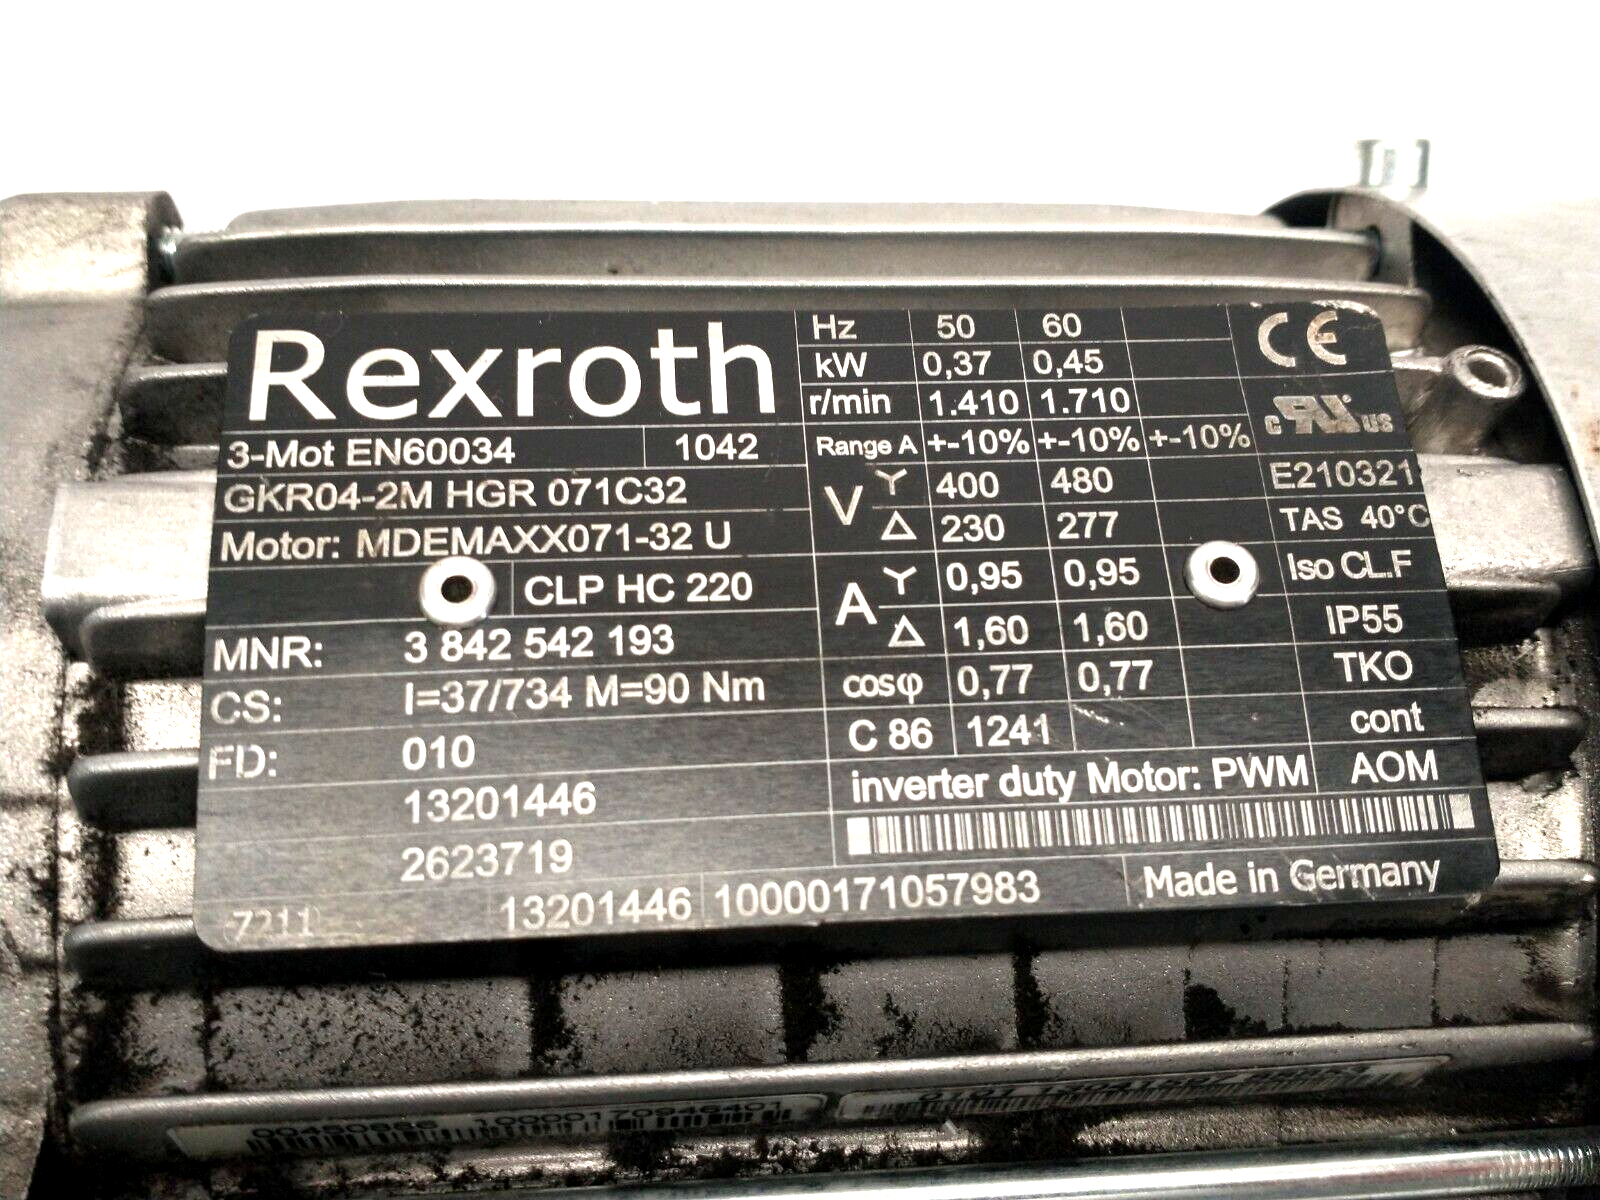 Rexroth
3-Mot EN60034 1042
GKR04-2M HGR 071C32
Motor: MDEMAXX071-32 U
CLP HC 220
MNR: 3 842 542 193
CS: I=37/734 M=90 Nm
FD: 010
13201446
2623719
7211 13201446 10000171057983 Made in Germany
Hz 50 60
kW 0,37 0,45
r/min 1.410 1.710
Range A +-10% +-10% +-10%
V Y 400 480
△ 230 277
A Y 0,95 0,95
△ 1,60 1,60
cosφ 0,77 0,77
C 86 1241
inverter duty Motor: PWM
CE
c RU US
E210321
TAS 40°C
Iso CL.F
IP55
TKO
cont
AOM